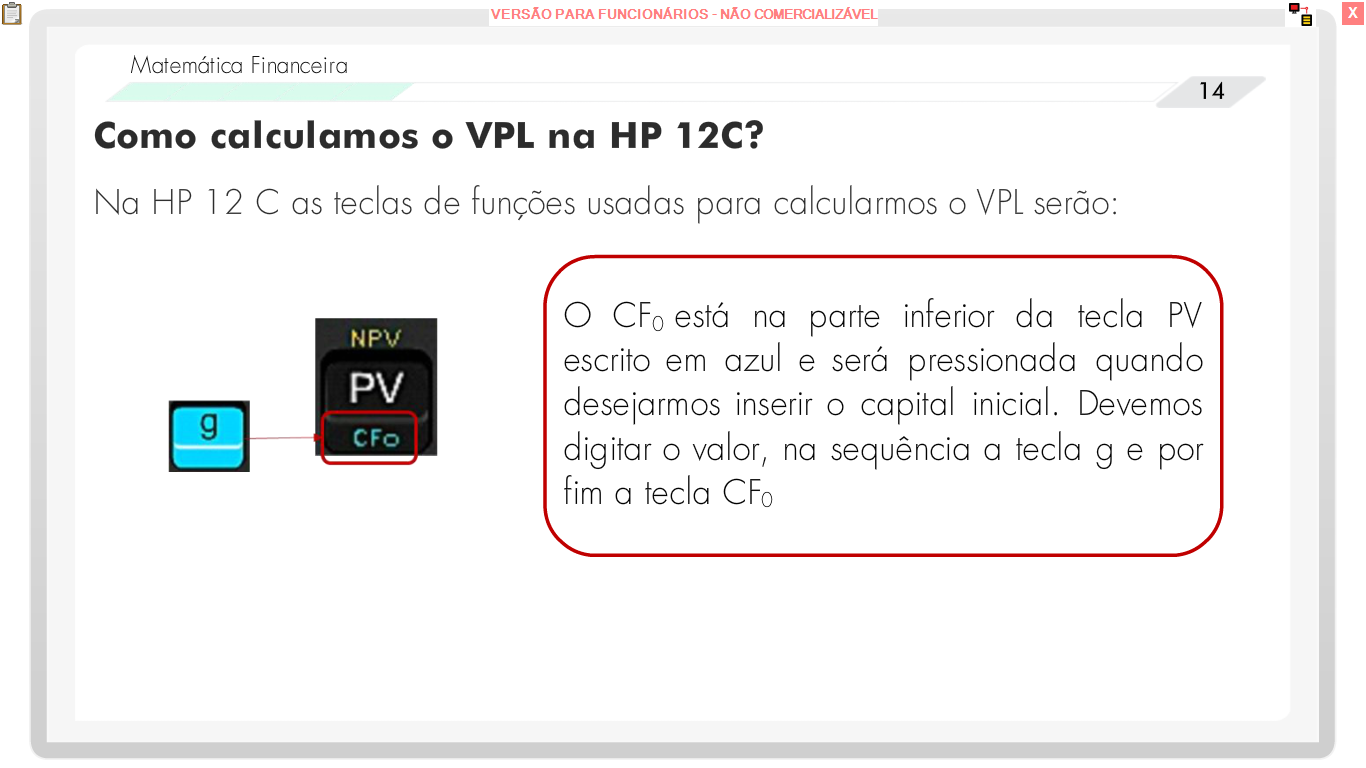 VERSÃO PARA FUNCIONÁRIOS - NÃO COMERCIALIZÁVEL
X
Matemática Financeira
14
Como calculamos o VPL na HP 12C?
Na HP 12 C as teclas de funções usadas para calcularmos o VPL serão:
NPV
PV
CFo
g
O CF₀ está na parte inferior da tecla PV
escrito em azul e será pressionada quando
desejarmos inserir o capital inicial. Devemos
digitar o valor, na sequência a tecla g e por
fim a tecla CF₀